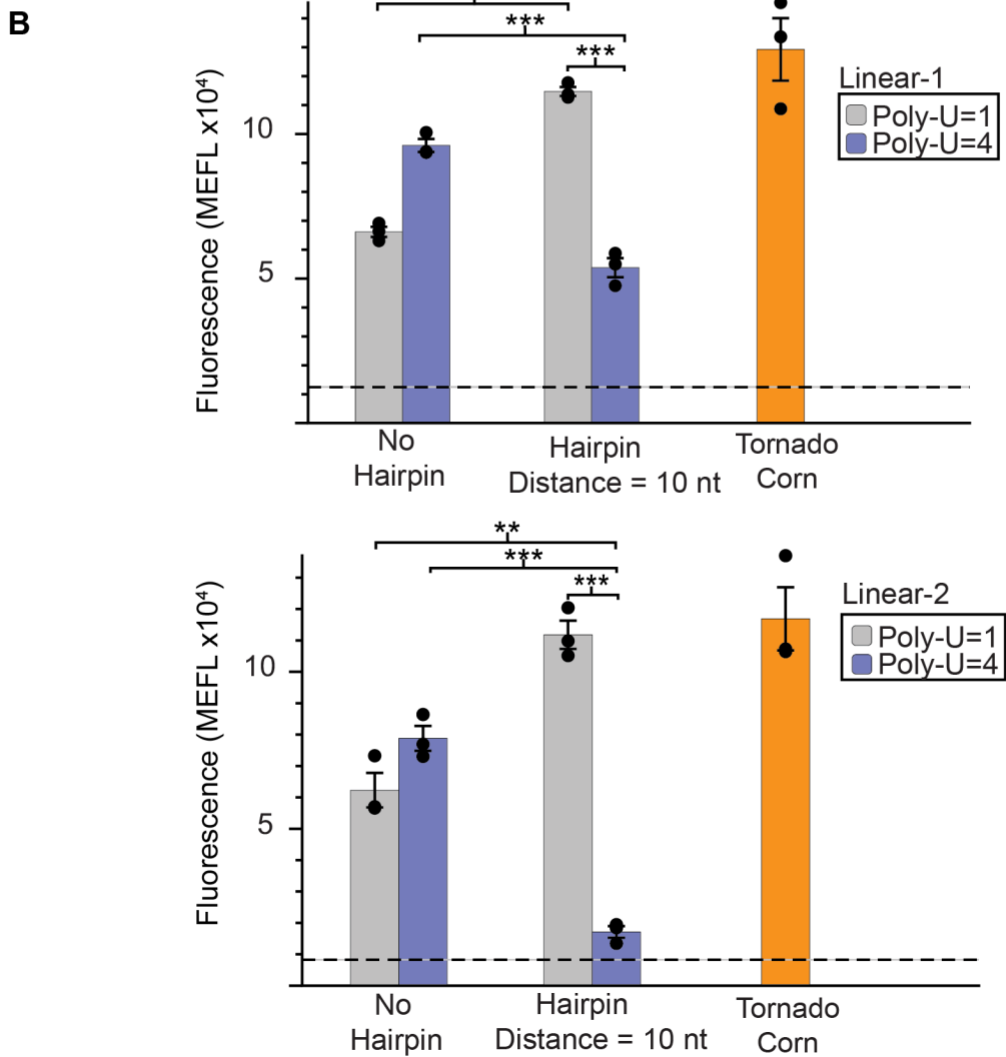 B
***
***
Fluorescence (MEFL x10⁴)
10
5
Linear-1
Poly-U=1
Poly-U=4
No
Hairpin
Hairpin
Distance = 10 nt
Tornado
Corn
**
***
***
Fluorescence (MEFL x10⁴)
10
5
Linear-2
Poly-U=1
Poly-U=4
No
Hairpin
Hairpin
Distance = 10 nt
Tornado
Corn